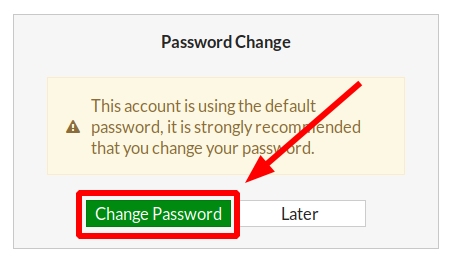 Password Change
This account is using the default
password, it is strongly recommended
that you change your password.
Change Password
Later